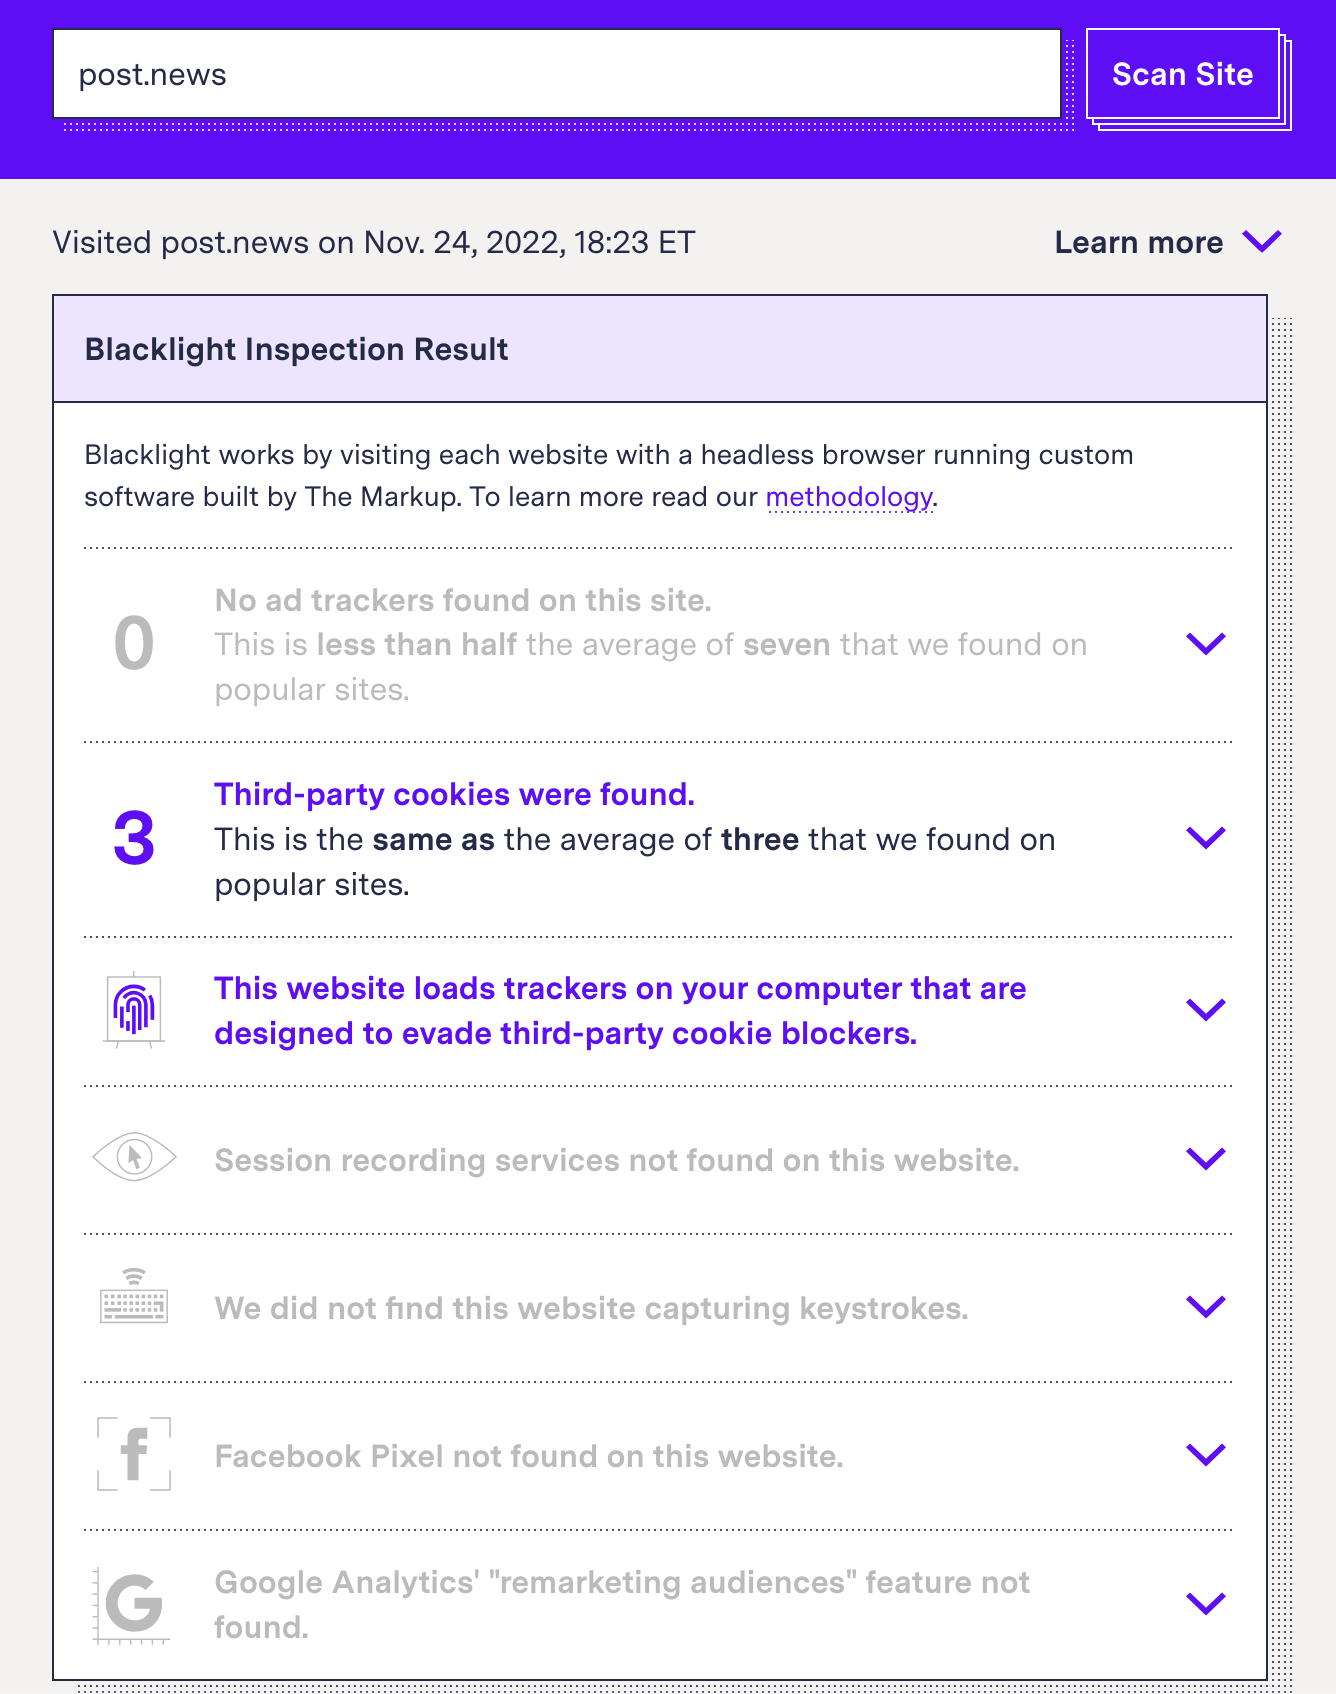 post.news
Scan Site
Visited post.news on Nov. 24, 2022, 18:23 ET
Learn more
Blacklight Inspection Result
Blacklight works by visiting each website with a headless browser running custom
software built by The Markup. To learn more read our methodology.
0
No ad trackers found on this site.
This is less than half the average of seven that we found on
popular sites.
3
Third-party cookies were found.
This is the same as the average of three that we found on
popular sites.
This website loads trackers on your computer that are
designed to evade third-party cookie blockers.
Session recording services not found on this website.
We did not find this website capturing keystrokes.
f
Facebook Pixel not found on this website.
G
Google Analytics' "remarketing audiences" feature not
found.